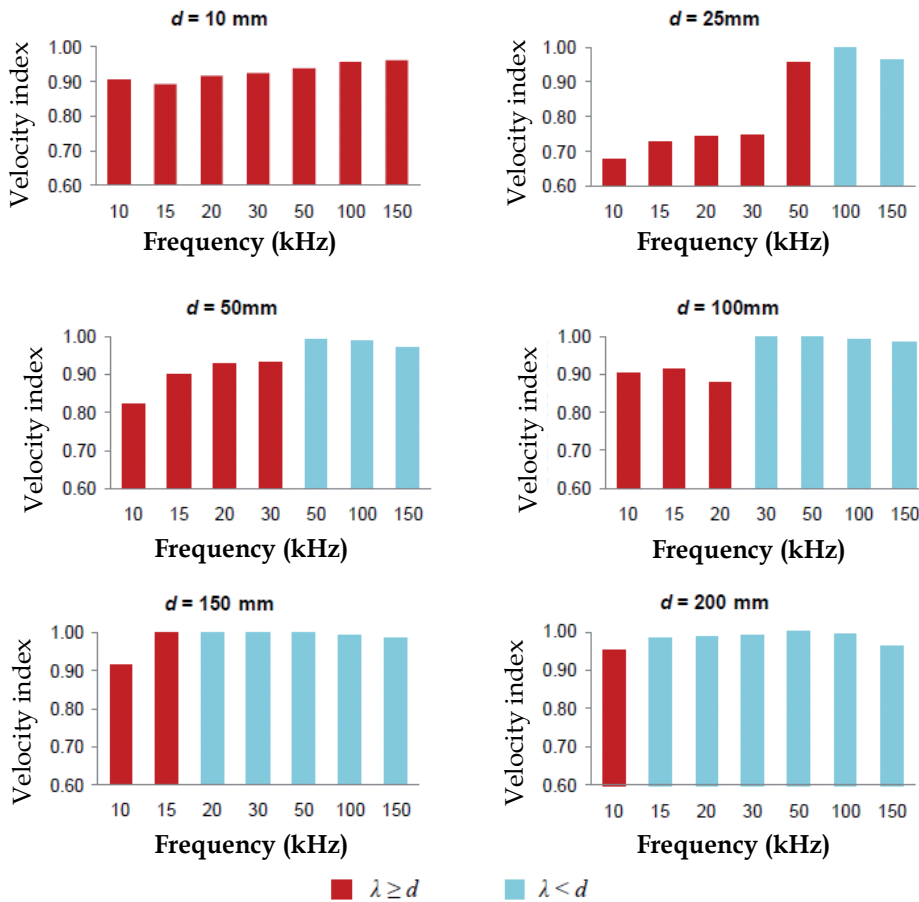 d = 10 mm
Velocity index
1.00
0.90
0.80
0.70
0.60
10 15 20 30 50 100 150
Frequency (kHz)
d = 25mm
Velocity index
1.00
0.90
0.80
0.70
0.60
10 15 20 30 50 100 150
Frequency (kHz)
d = 50mm
Velocity index
1.00
0.90
0.80
0.70
0.60
10 15 20 30 50 100 150
Frequency (kHz)
d = 100mm
Velocity index
1.00
0.90
0.80
0.70
0.60
10 15 20 30 50 100 150
Frequency (kHz)
d = 150 mm
Velocity index
1.00
0.90
0.80
0.70
0.60
10 15 20 30 50 100 150
Frequency (kHz)
d = 200 mm
Velocity index
1.00
0.90
0.80
0.70
0.60
10 15 20 30 50 100 150
Frequency (kHz)
λ ≥ d
λ < d